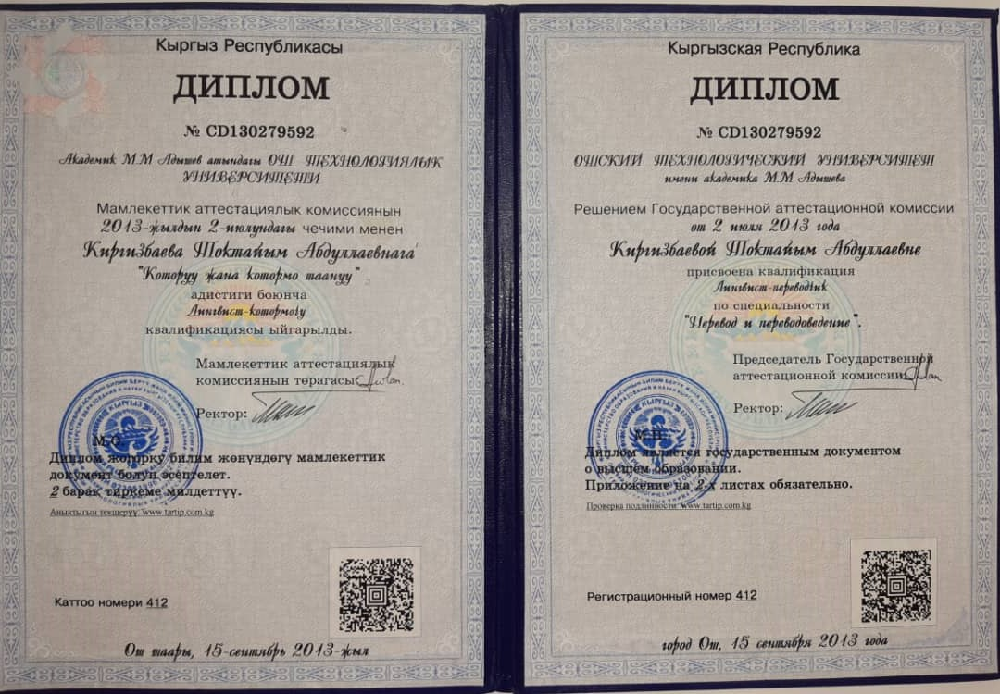 Кыргыз Республикасы
ДИПЛОМ
№ CD130279592
Академик М.М Адышев атындагы ОШ ТЕХНОЛОГИЯЛЫК
УНИВЕРСИТЕТИ
Мамлекеттик аттестациялык комиссиянын
2013-жылдын 2-июлундагы чечими менен
Киргизбаева Токтайым Абдуллаевнага
"Которуу жана котормо таануу"
адистиги боюнча
Лингвист-котормочу
квалификациясы ыйгарылды.
Мамлекеттик аттестациялык
комиссиянын төрагасы:
Ректор:
М.О.
Диплом жогорку билим жөнүндөгү мамлекеттик
документ болуп эсептелет.
2 барак тиркеме милдеттүү.
Аныктыгын текшерүү: www.tartip.com.kg
Каттоо номери 412
Ош шаары, 15-сентябрь 2013-жыл
Кыргызская Республика
ДИПЛОМ
№ CD130279592
ОШСКИЙ ТЕХНОЛОГИЧЕСКИЙ УНИВЕРСИТЕТ
имени академика М.М Адышева
Решением Государственной аттестационной комиссии
от 2 июля 2013 года
Киргизбаевой Токтайым Абдуллаевне
присвоена квалификация
Лингвист-переводчик
по специальности
"Перевод и переводоведение".
Председатель Государственной
аттестационной комиссии
Ректор:
М.П.
Диплом является государственным документом
о высшем образовании.
Приложение на 2-х листах обязательно.
Проверка подлинности: www.tartip.com.kg
Регистрационный номер 412
город Ош, 15 сентября 2013 года